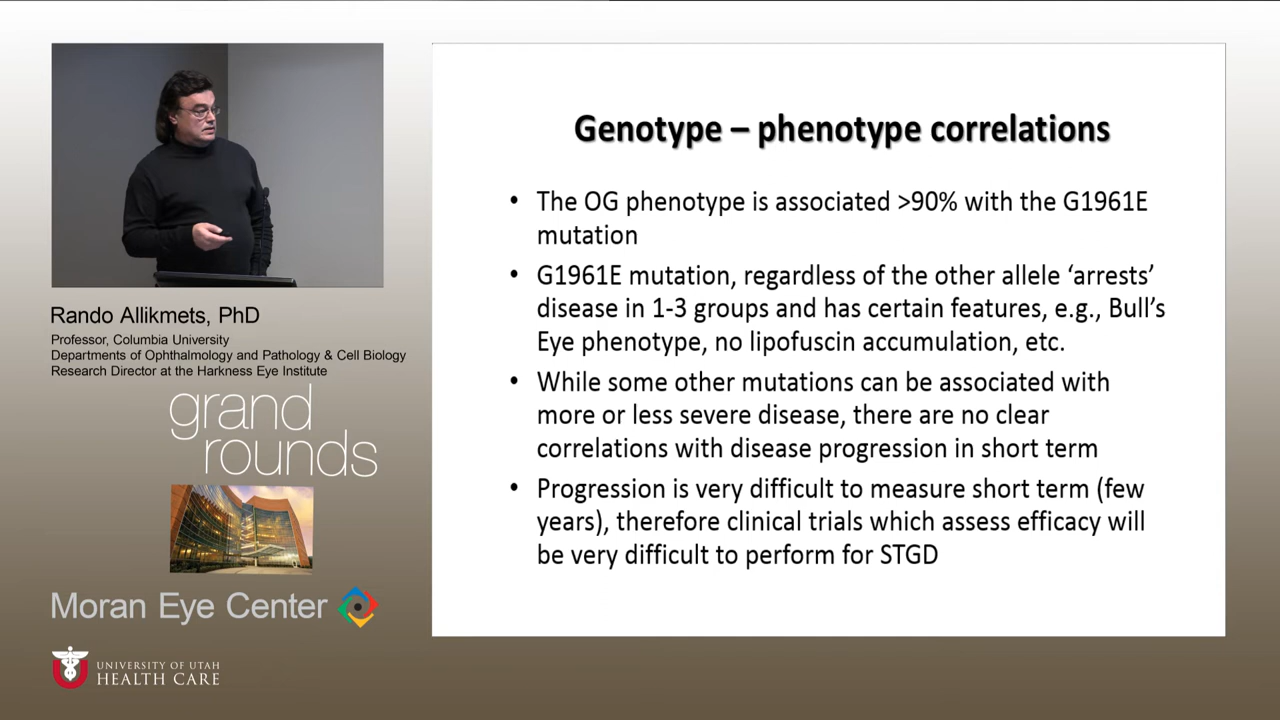 Genotype – phenotype correlations
• The OG phenotype is associated >90% with the G1961E
mutation
• G1961E mutation, regardless of the other allele ‘arrests’
disease in 1-3 groups and has certain features, e.g., Bull’s
Eye phenotype, no lipofuscin accumulation, etc.
• While some other mutations can be associated with
more or less severe disease, there are no clear
correlations with disease progression in short term
• Progression is very difficult to measure short term (few
years), therefore clinical trials which assess efficacy will
be very difficult to perform for STGD
Rando Allikmets, PhD
Professor, Columbia University
Departments of Ophthalmology and Pathology & Cell Biology
Research Director at the Harkness Eye Institute
grand
rounds
Moran Eye Center
UNIVERSITY OF UTAH
HEALTH CARE